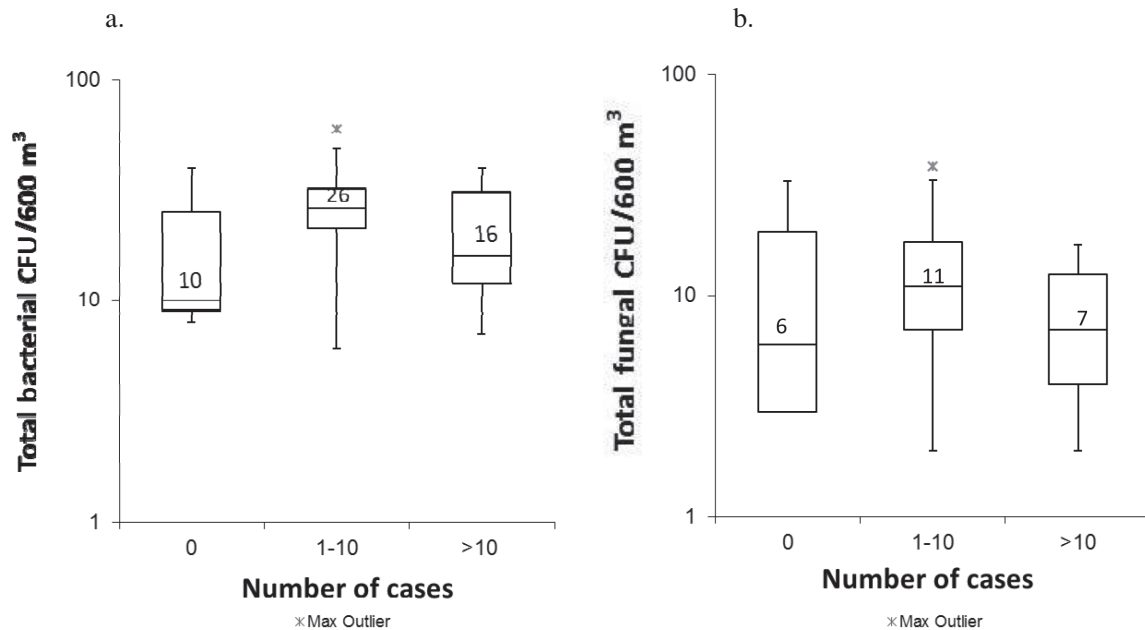 a.
Total bacterial CFU/600 m³
100
10
1
10
26
16
0 1-10 >10
Number of cases
Max Outlier
b.
Total fungal CFU/600 m³
100
10
1
6
11
7
0 1-10 >10
Number of cases
Max Outlier